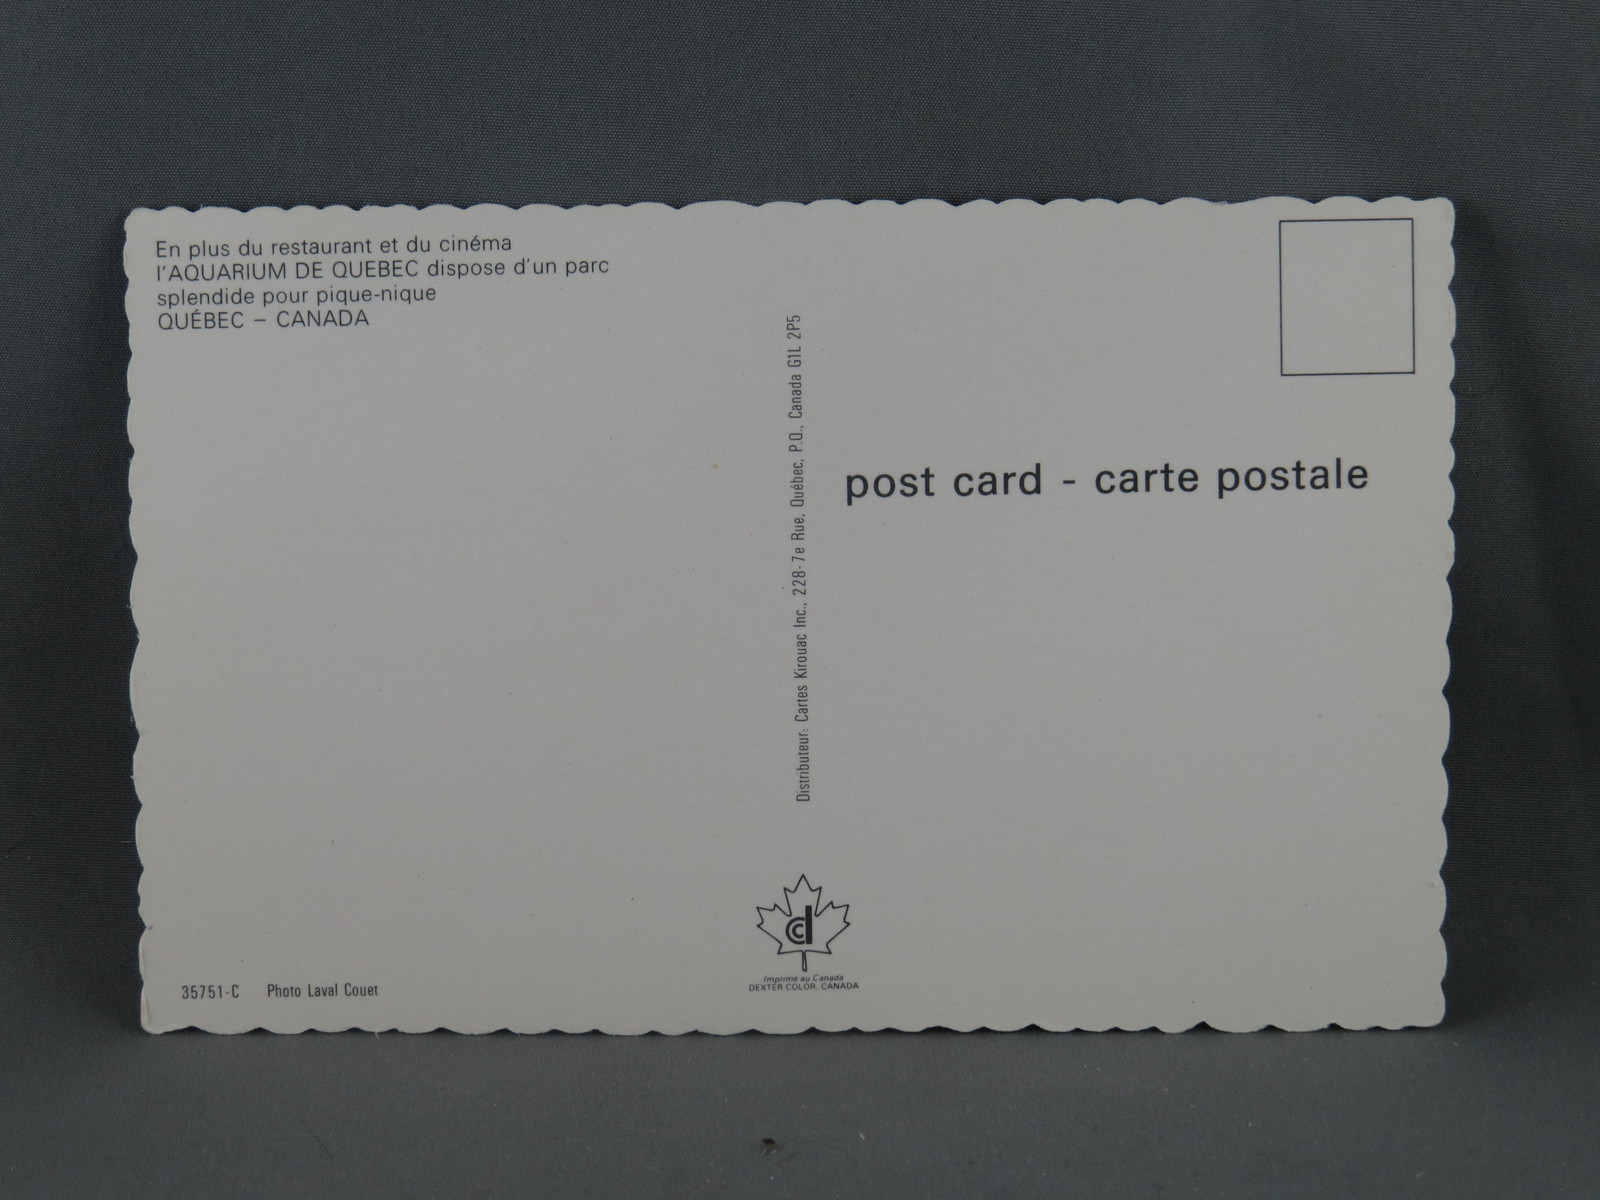 En plus du restaurant et du cinéma
l'AQUARIUM DE QUEBEC dispose d'un parc
splendide pour pique-nique
QUÉBEC – CANADA
Distributeur: Cartes Kirouac Inc., 228-7e Rue, Québec, P.Q., Canada G1L 2P5
post card - carte postale
cd
Imprimé au Canada
DEXTER COLOR, CANADA
35751-C Photo Laval Couet